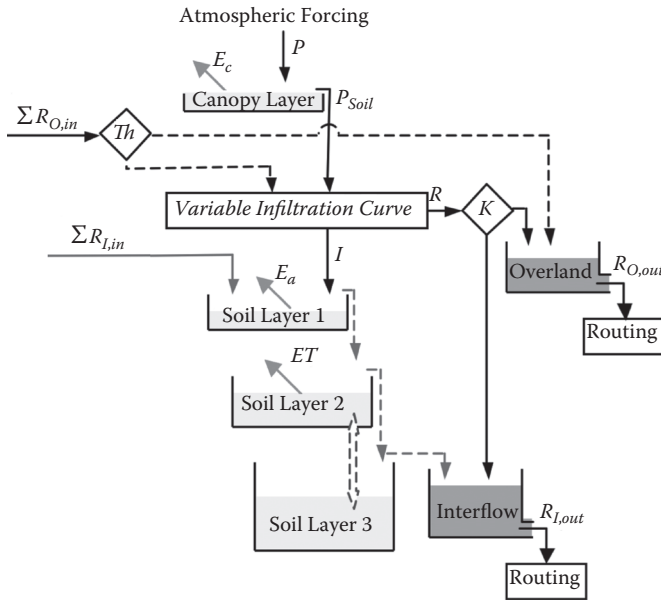 Atmospheric Forcing
P
E_c
Canopy Layer
P_Soil
ΣR_O,in
Th
Variable Infiltration Curve
R
K
ΣR_I,in
I
E_a
Overland
R_O,out
Soil Layer 1
Routing
ET
Soil Layer 2
Soil Layer 3
Interflow
R_I,out
Routing